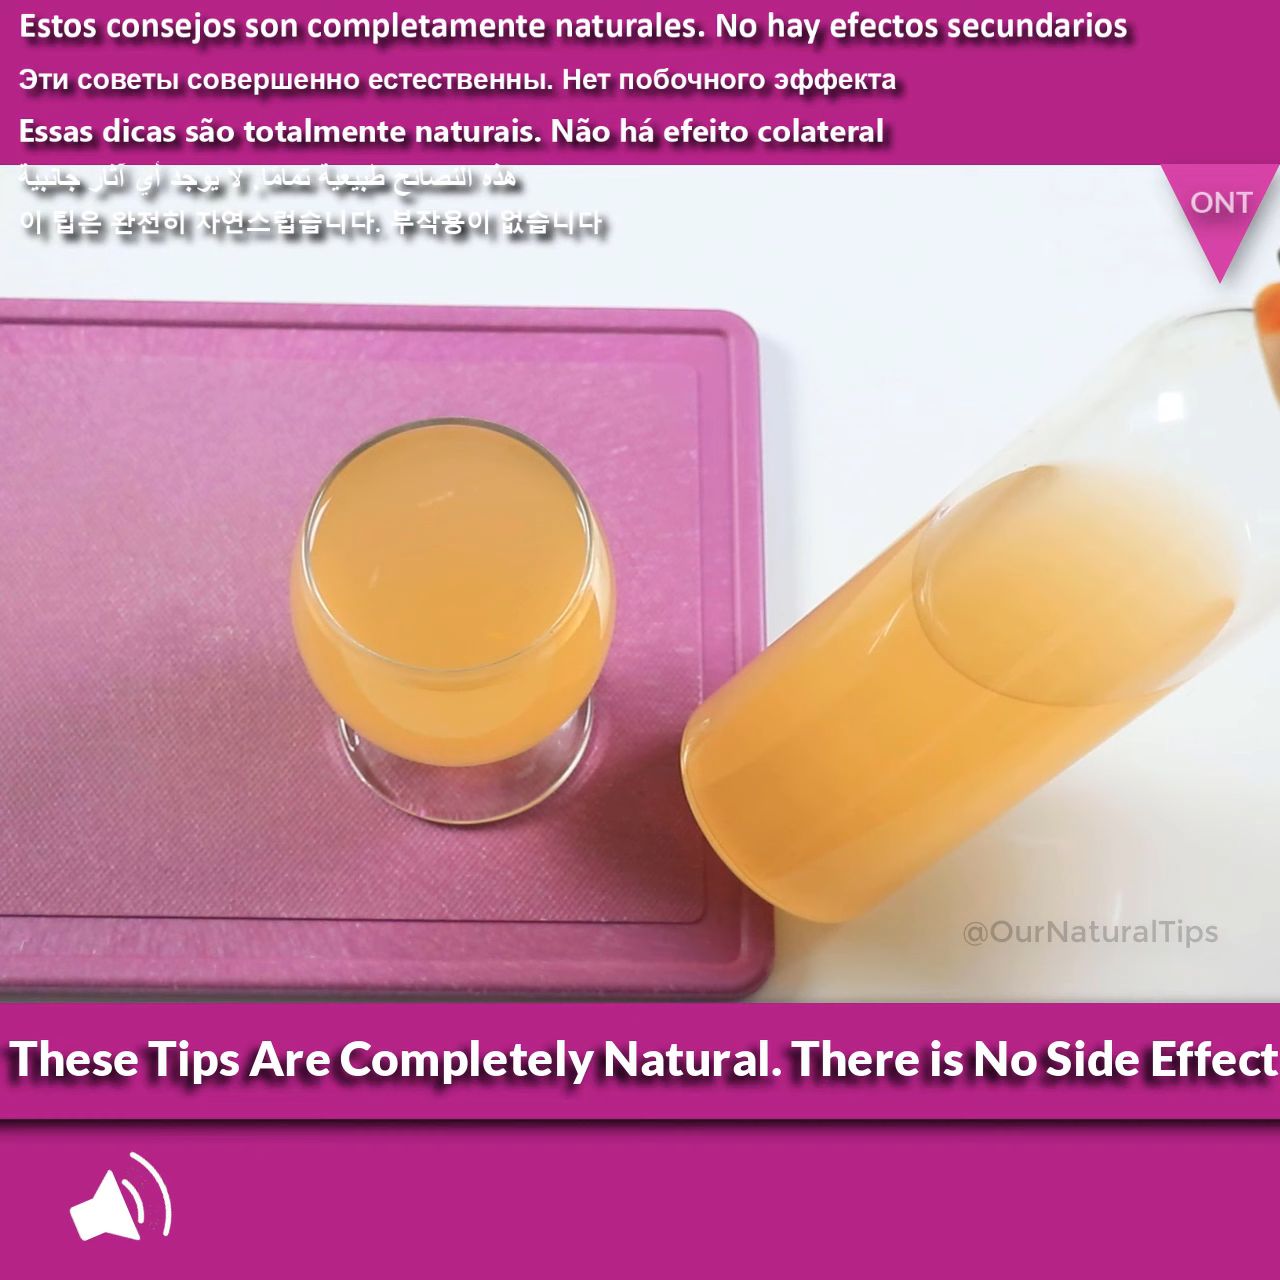 Estos consejos son completamente naturales. No hay efectos secundarios
Эти советы совершенно естественны. Нет побочного эффекта
Essas dicas são totalmente naturais. Não há efeito colateral
هذه النصائح طبيعية تمامًا. لا يوجد أي آثار جانبية
이 팁은 완전히 자연스럽습니다. 부작용이 없습니다
ONT
@OurNaturalTips
These Tips Are Completely Natural. There is No Side Effect